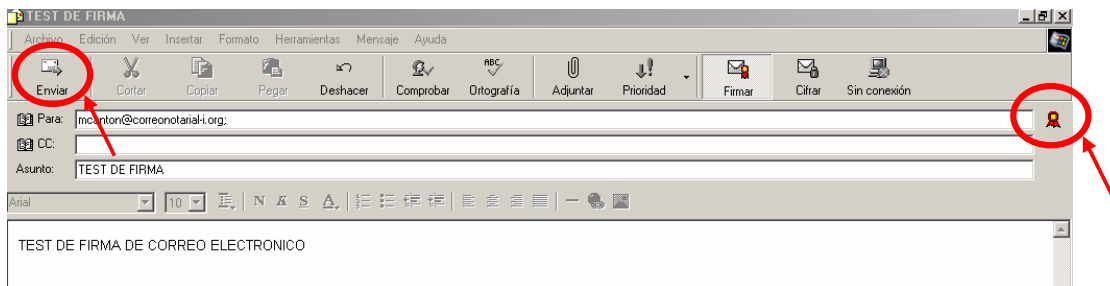 TEST DE FIRMA
Archivo Edición Ver Insertar Formato Herramientas Mensaje Ayuda
ABC
Enviar Cortar Copiar Pegar Deshacer Comprobar Ortografía Adjuntar Prioridad Firmar Cifrar Sin conexión
Para: mcanton@correonotarial-i.org;
CC:
Asunto: TEST DE FIRMA
Arial 10 N K S A
TEST DE FIRMA DE CORREO ELECTRONICO